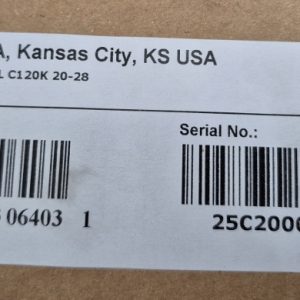 A, Kansas City, KS USA
C120K 20-28
Serial No.:
06403 1
25C200